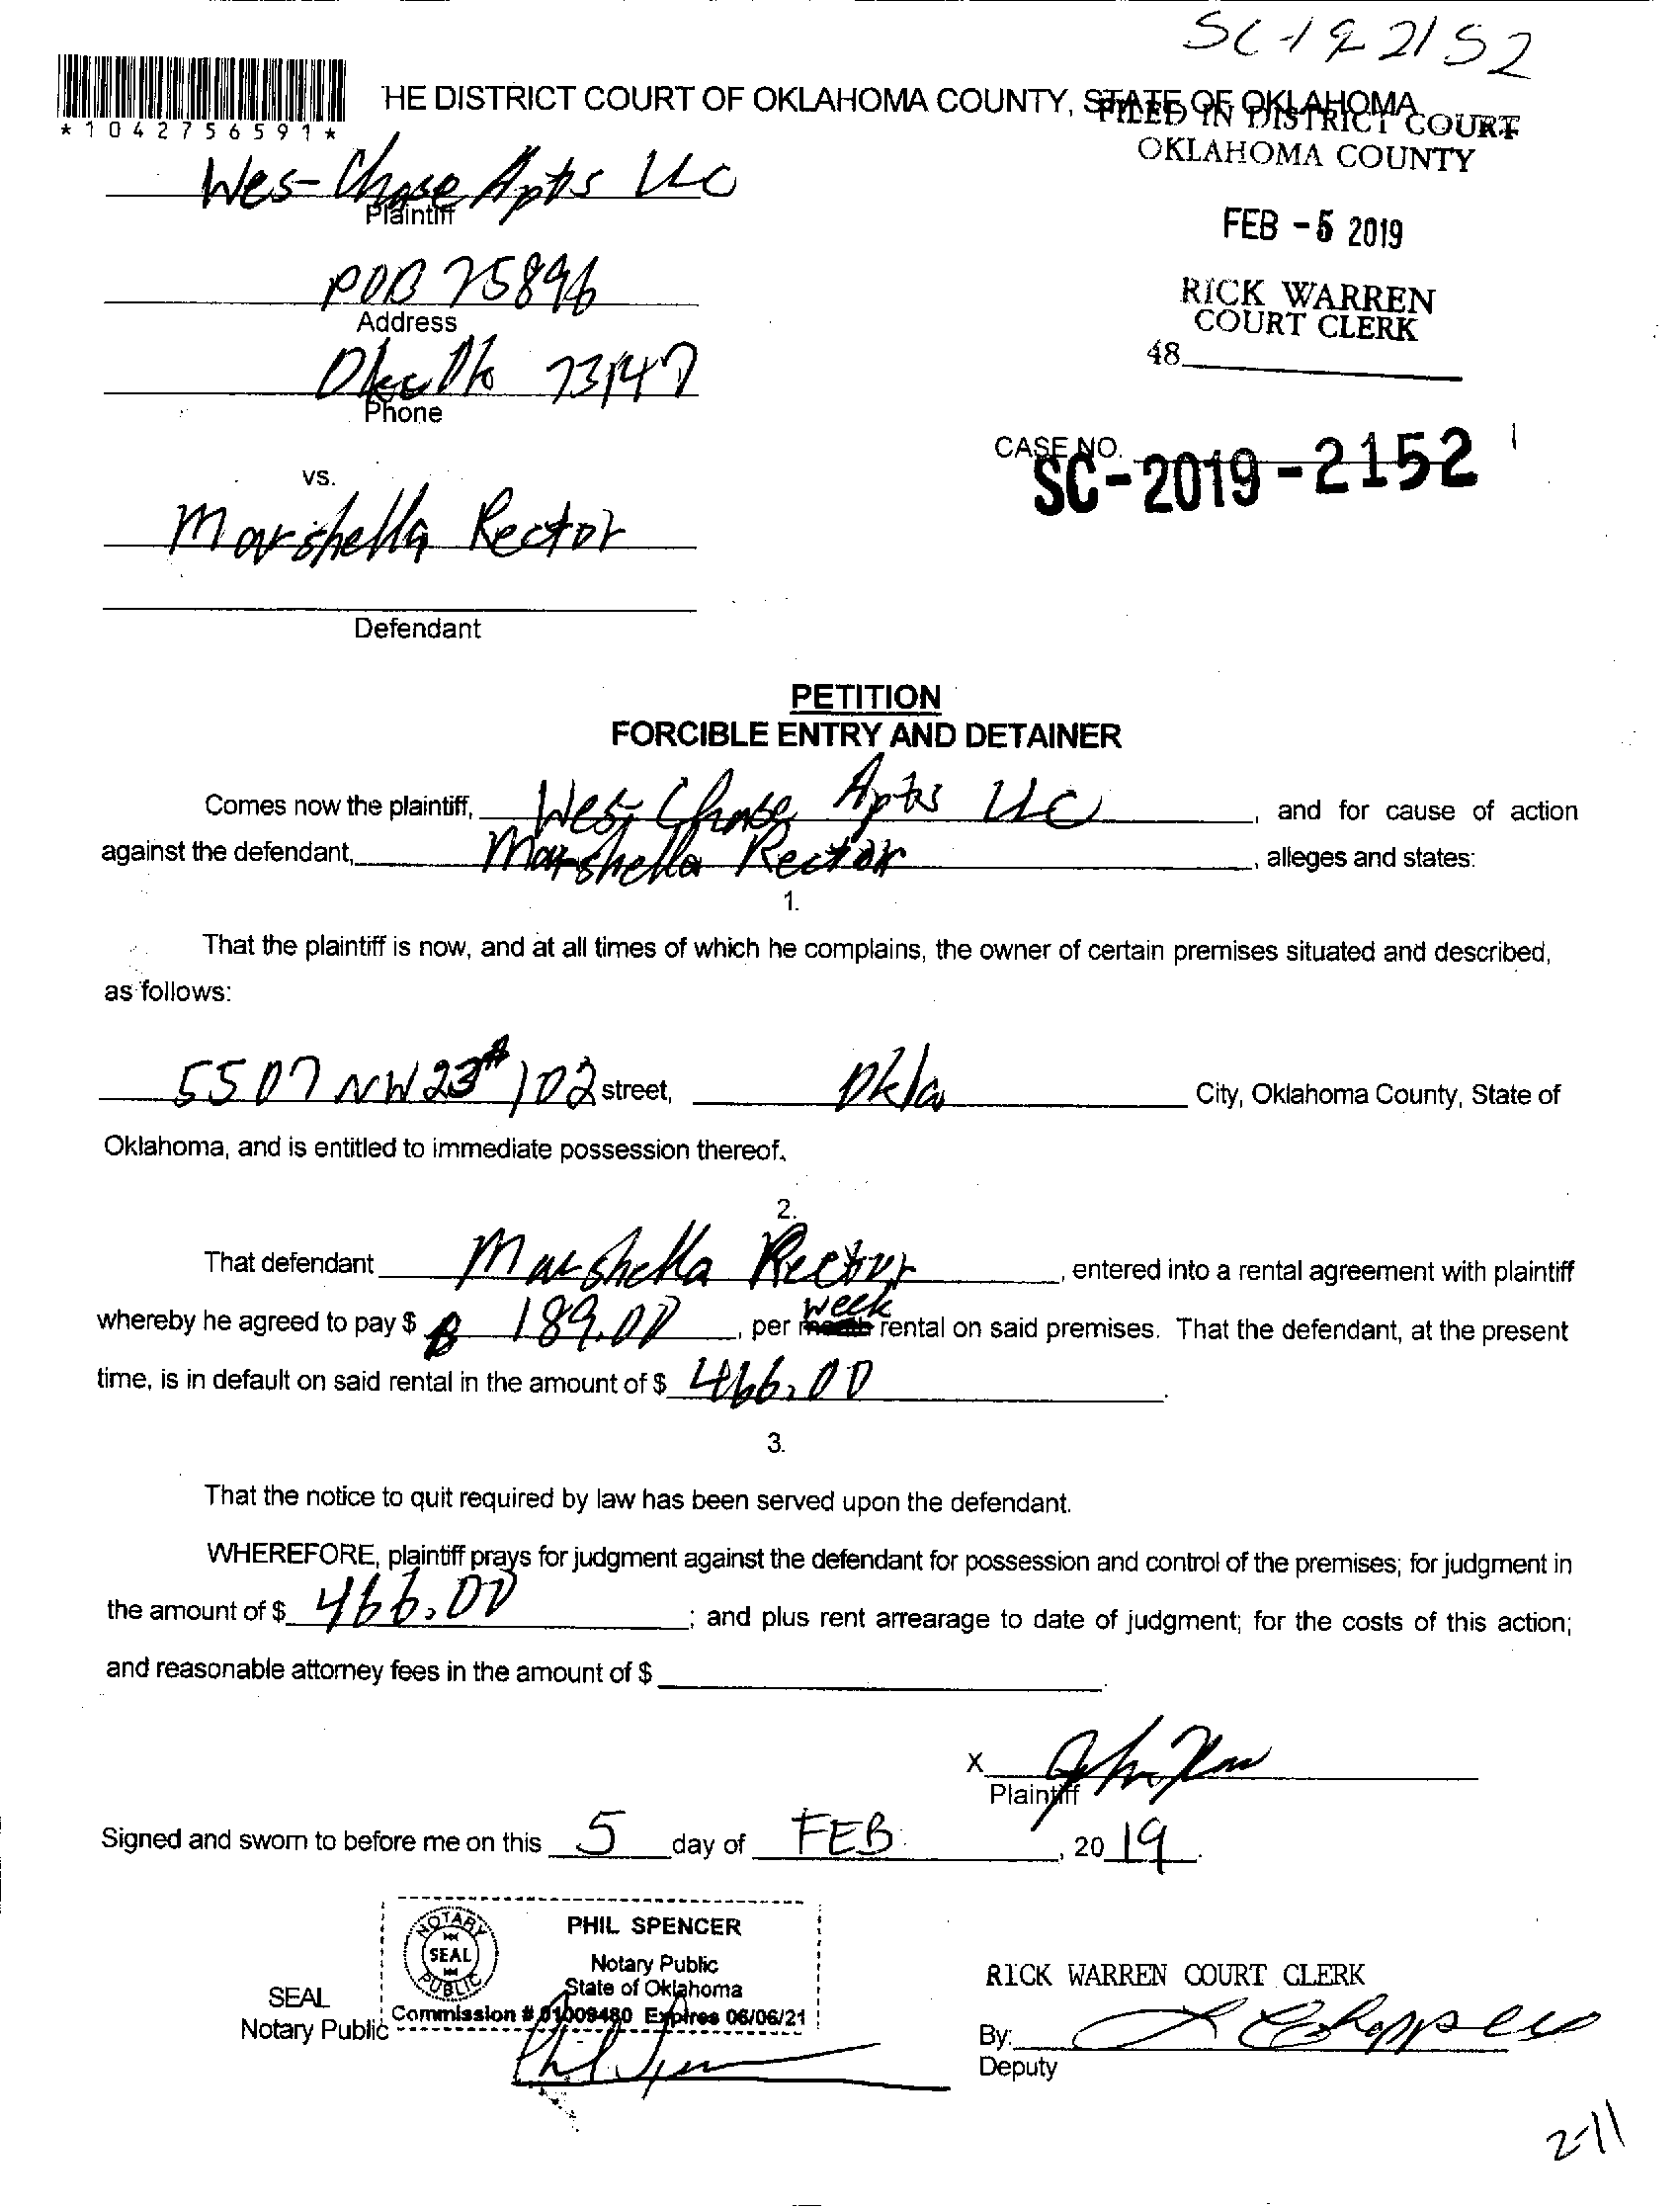 SC-19-2152
*1042756591*
HE DISTRICT COURT OF OKLAHOMA COUNTY, STATE OF OKLAHOMA
FILED IN DISTRICT COURT
OKLAHOMA COUNTY
Wes-Chase Apts LLC
Plaintiff
FEB -5 2019
POB 75896
Address
RICK WARREN
COURT CLERK
48
Okc Ok 73147
Phone
CASE NO.
SC-2019-2152
vs.
Marshella Rector
Defendant
PETITION
FORCIBLE ENTRY AND DETAINER
Comes now the plaintiff, Wes-Chase Apts LLC, and for cause of action
against the defendant, Marshella Rector, alleges and states:
1.
That the plaintiff is now, and at all times of which he complains, the owner of certain premises situated and described,
as follows:
5507 NW 23 # 102 street, Okla City, Oklahoma County, State of
Oklahoma, and is entitled to immediate possession thereof.
2.
That defendant Marshella Rector, entered into a rental agreement with plaintiff
whereby he agreed to pay $ 189.00, per week rental on said premises. That the defendant, at the present
time, is in default on said rental in the amount of $ 466.00.
3.
That the notice to quit required by law has been served upon the defendant.
WHEREFORE, plaintiff prays for judgment against the defendant for possession and control of the premises; for judgment in
the amount of $ 466.00; and plus rent arrearage to date of judgment; for the costs of this action;
and reasonable attorney fees in the amount of $
X
Plaintiff
Signed and sworn to before me on this 5 day of FEB, 20 19.
NOTARY PUBLIC
SEAL
PHIL SPENCER
Notary Public
State of Oklahoma
Commission # 01009480 Expires 06/06/21
SEAL
Notary Public
Phil Spencer
RICK WARREN COURT CLERK
By:
Deputy
2-11